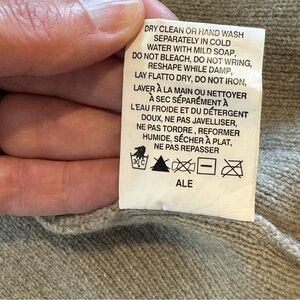 DRY CLEAN OR HAND WASH
SEPARATELY IN COLD
WATER WITH MILD SOAP,
DO NOT BLEACH, DO NOT WRING,
RESHAPE WHILE DAMP,
LAY FLATTO DRY, DO NOT IRON,
LAVER À LA MAIN OU NETTOYER
À SEC SÉPARÉMENT À
L'EAU FROIDE ET DU DÉTERGENT
DOUX, NE PAS JAVELLISER,
NE PAS TORDRE , REFORMER
HUMIDE, SÉCHER À PLAT,
NE PAS REPASSER
30°C
ALE